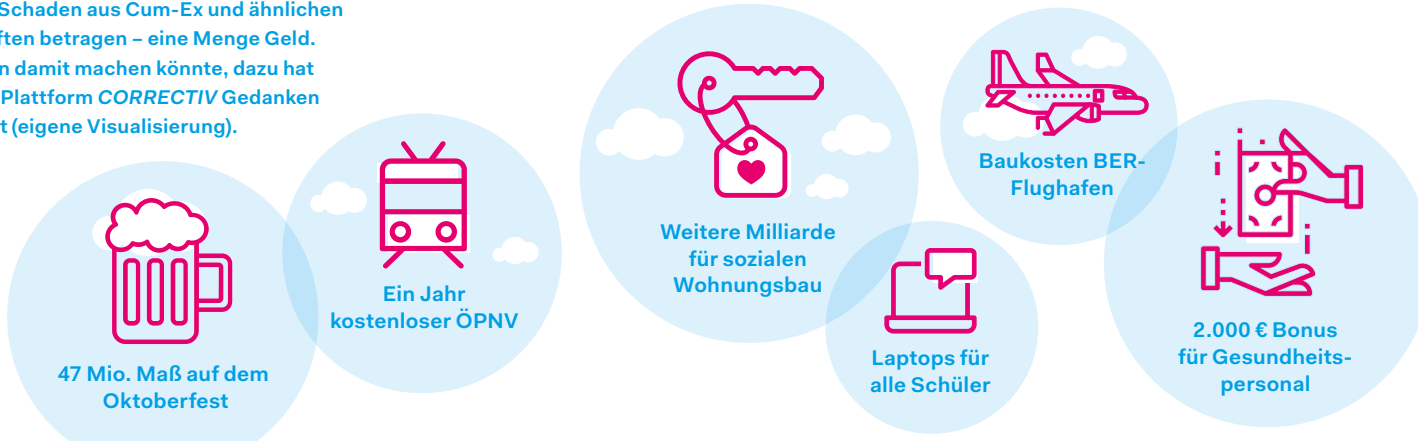 Schaden aus Cum-Ex und ähnlichen
ften betragen – eine Menge Geld.
n damit machen könnte, dazu hat
Plattform CORRECTIV Gedanken
t (eigene Visualisierung).
47 Mio. Maß auf dem
Oktoberfest
Ein Jahr
kostenloser ÖPNV
Weitere Milliarde
für sozialen
Wohnungsbau
Laptops für
alle Schüler
Baukosten BER-
Flughafen
2.000 € Bonus
für Gesundheits-
personal